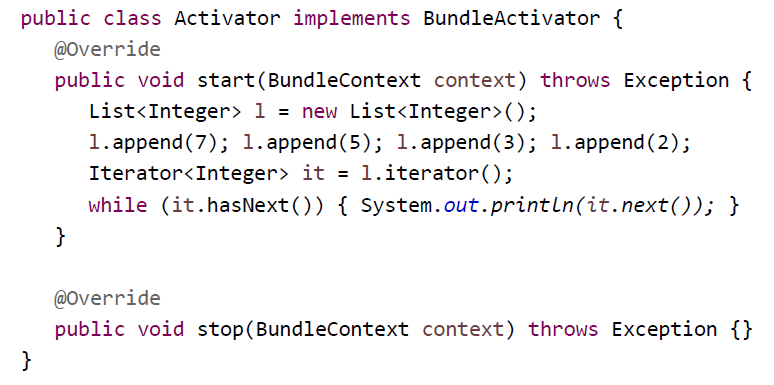 public class Activator implements BundleActivator {
@Override
public void start(BundleContext context) throws Exception {
List<Integer> l = new List<Integer>();
l.append(7); l.append(5); l.append(3); l.append(2);
Iterator<Integer> it = l.iterator();
while (it.hasNext()) { System.out.println(it.next()); }
}
@Override
public void stop(BundleContext context) throws Exception {}
}